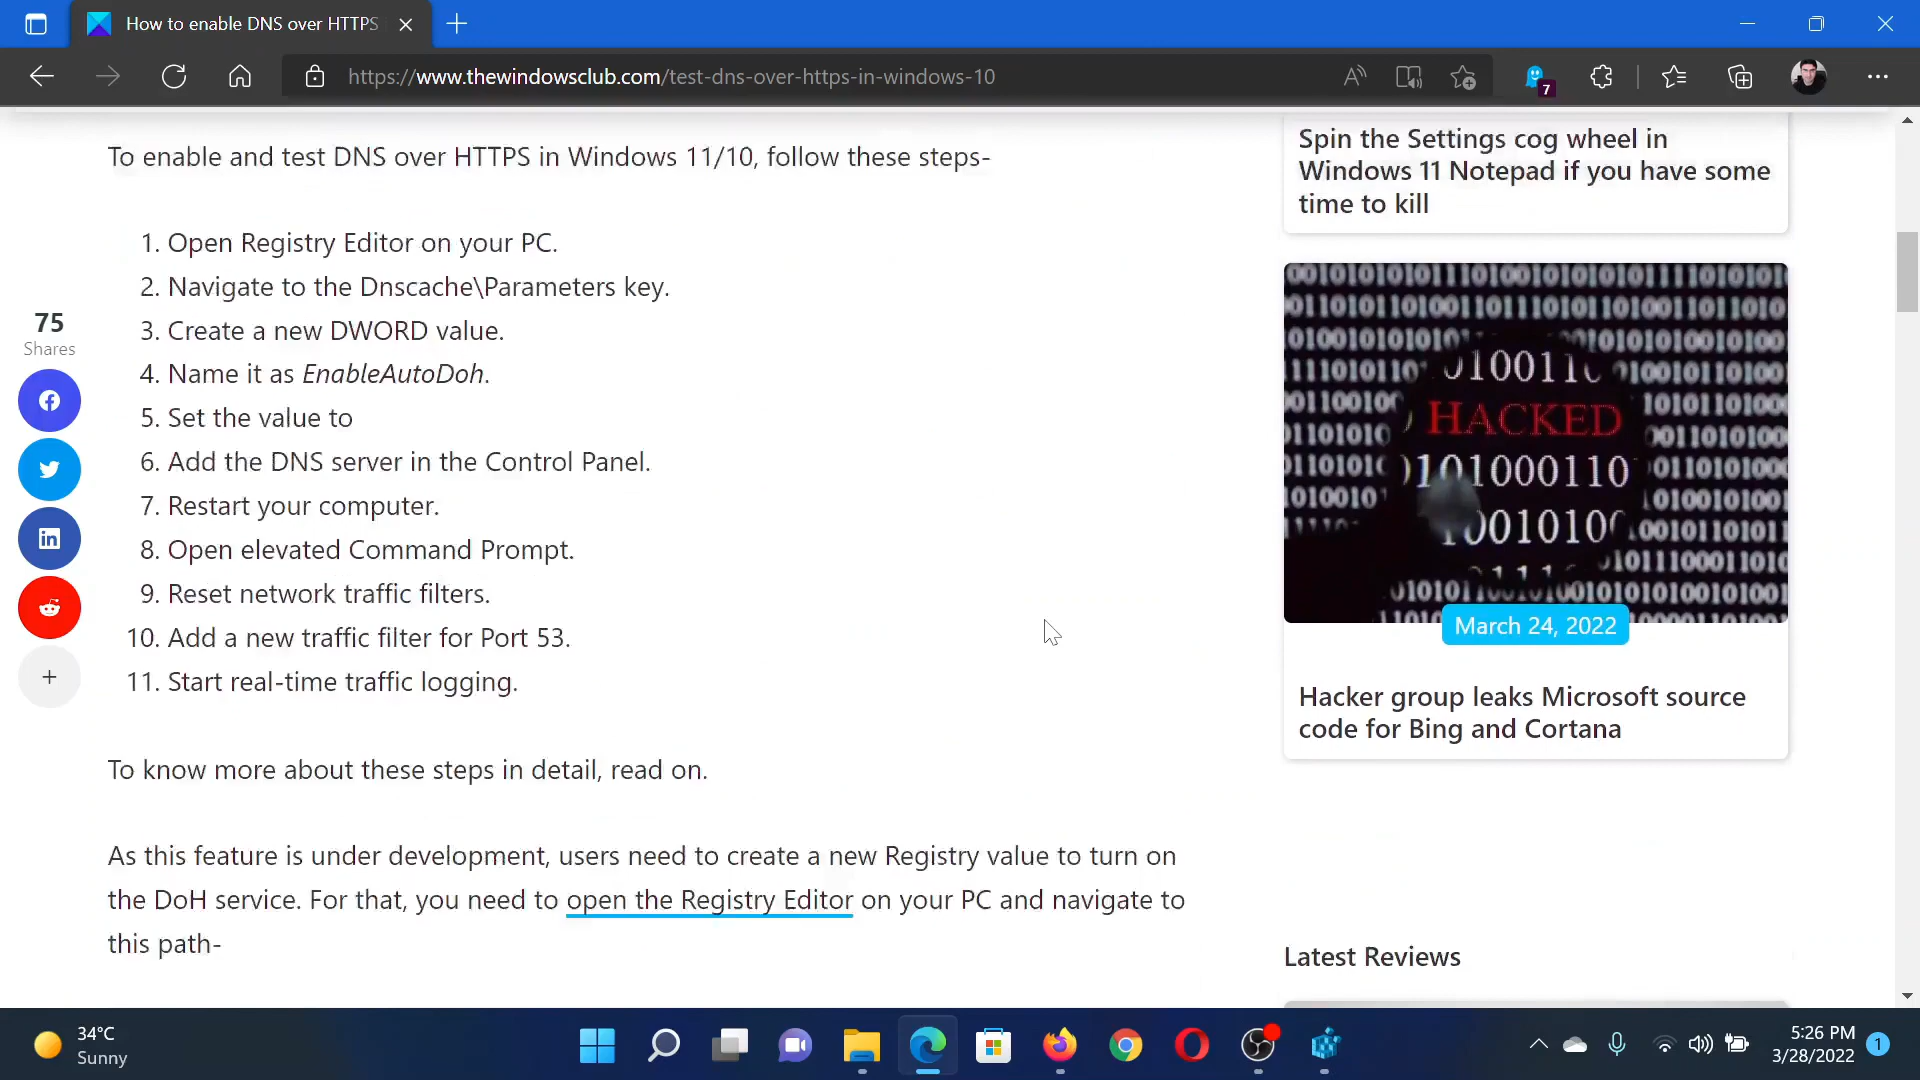 How to enable DNS over HTTPS
https://www.thewindowsclub.com/test-dns-over-https-in-windows-10
7
To enable and test DNS over HTTPS in Windows 11/10, follow these steps-
1. Open Registry Editor on your PC.
2. Navigate to the Dnscache\Parameters key.
3. Create a new DWORD value.
4. Name it as EnableAutoDoh.
5. Set the value to
6. Add the DNS server in the Control Panel.
7. Restart your computer.
8. Open elevated Command Prompt.
9. Reset network traffic filters.
10. Add a new traffic filter for Port 53.
11. Start real-time traffic logging.
To know more about these steps in detail, read on.
As this feature is under development, users need to create a new Registry value to turn on
the DoH service. For that, you need to open the Registry Editor on your PC and navigate to
this path-
75
Shares
Spin the Settings cog wheel in
Windows 11 Notepad if you have some
time to kill
HACKED
March 24, 2022
Hacker group leaks Microsoft source
code for Bing and Cortana
Latest Reviews
34°C
Sunny
5:26 PM
3/28/2022
1